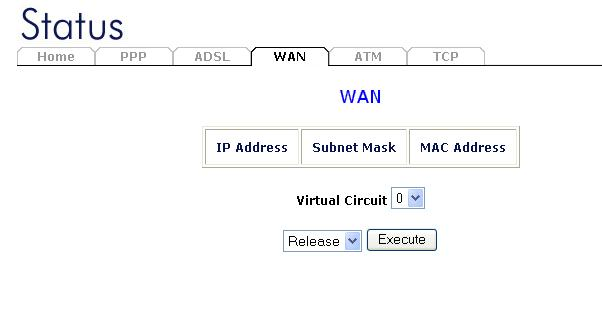 Status
Home PPP ADSL WAN ATM TCP
WAN
IP Address Subnet Mask MAC Address
Virtual Circuit 0
Release Execute